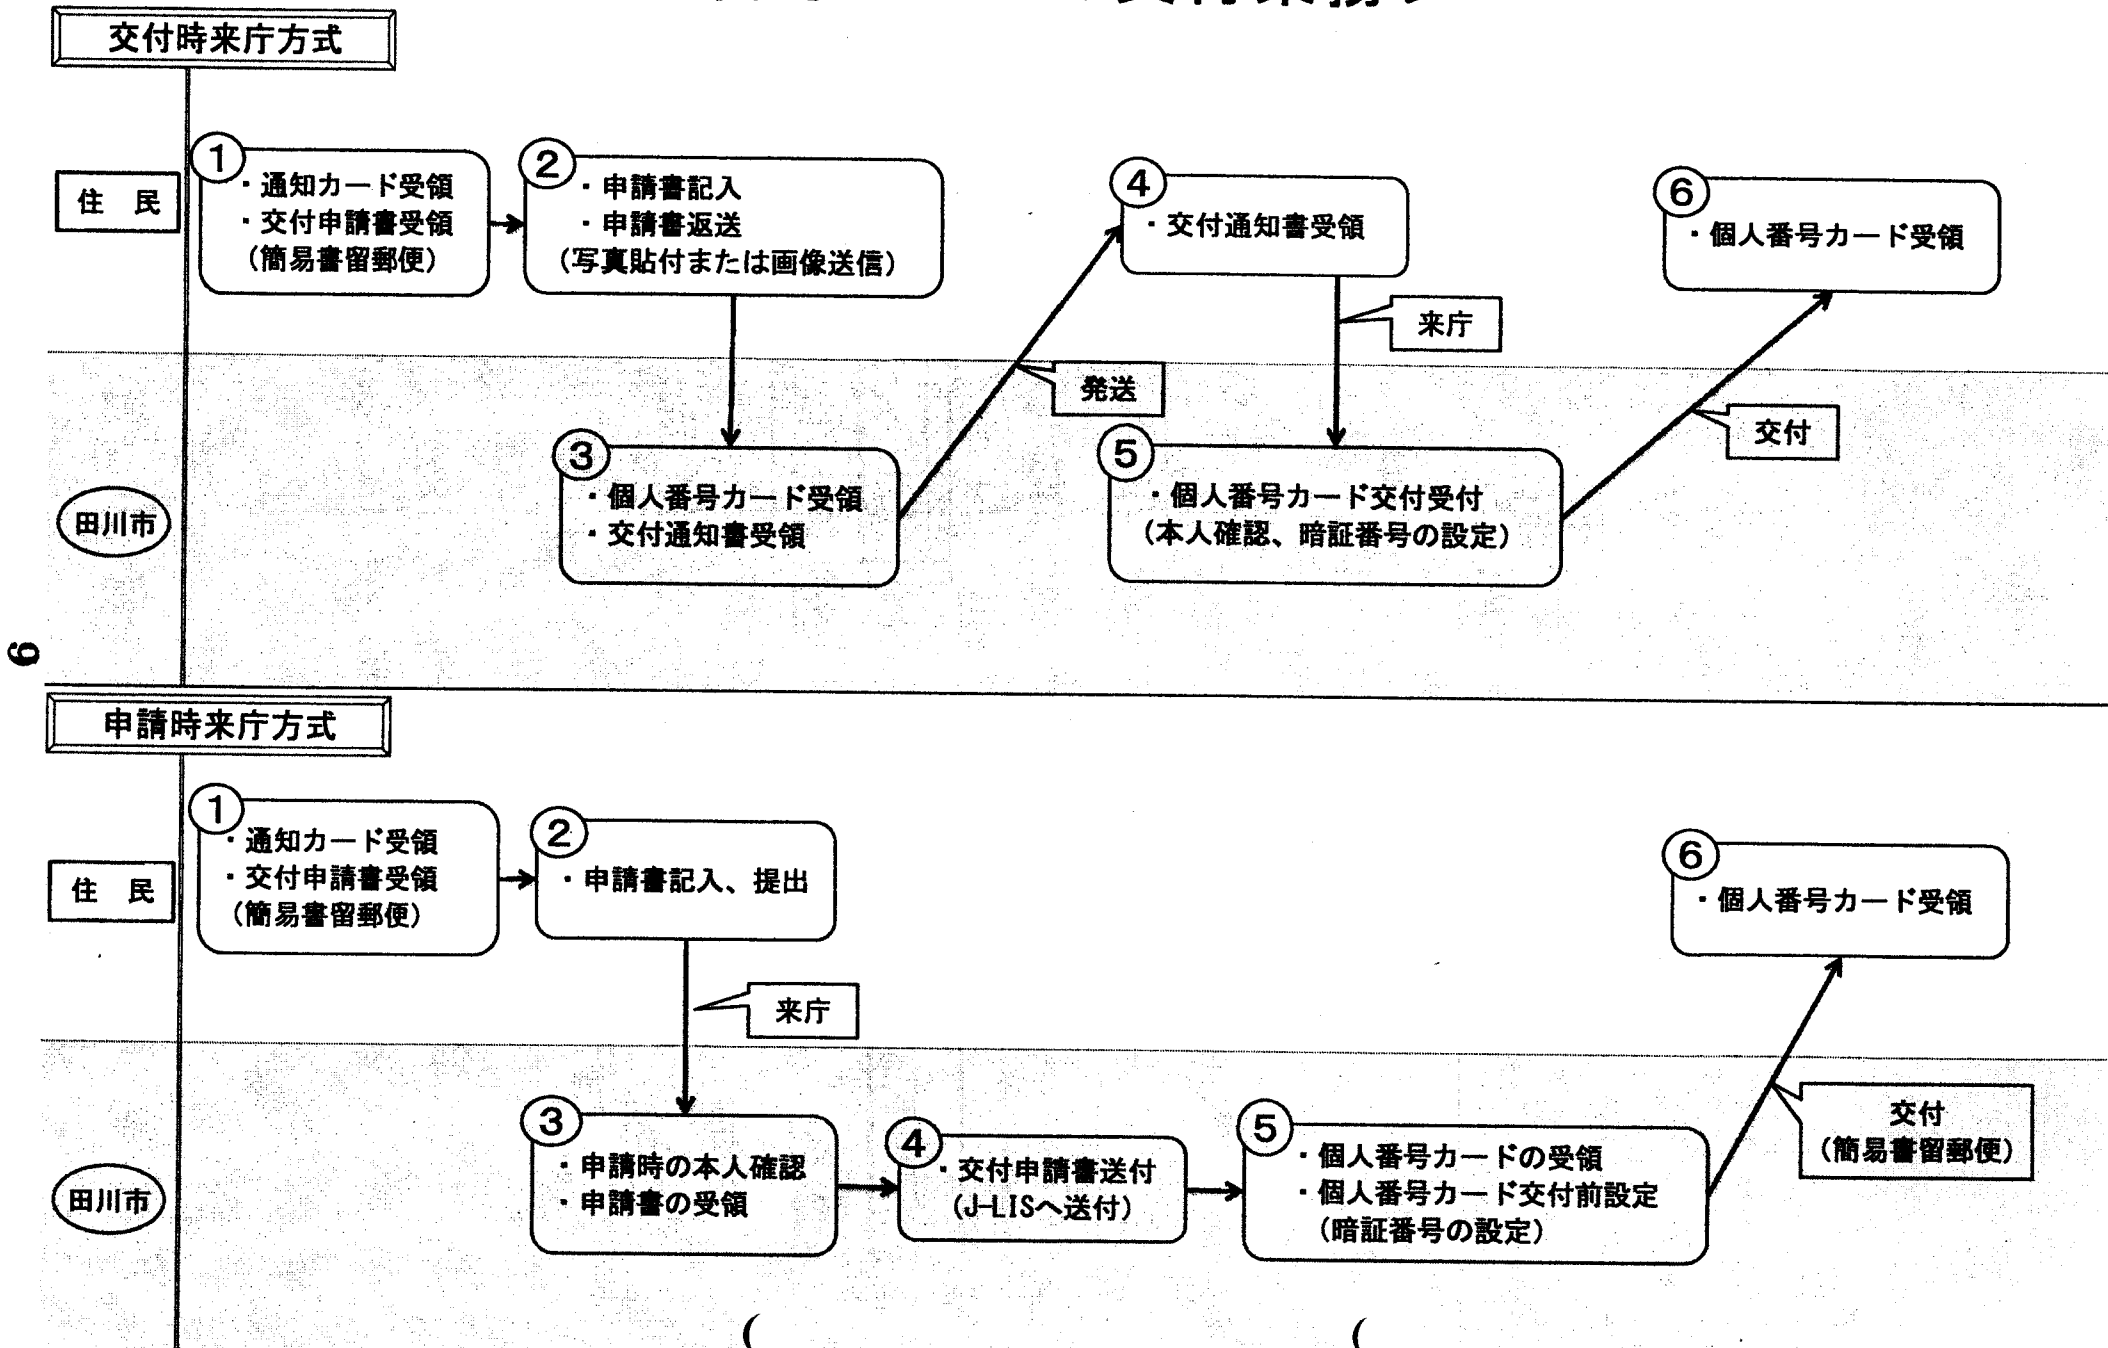 交付時来庁方式
住 民
①
・通知カード受領
・交付申請書受領
(簡易書留郵便)
②
・申請書記入
・申請書返送
(写真貼付または画像送信)
④
・交付通知書受領
⑥
・個人番号カード受領
来庁
発送
交付
田川市
③
・個人番号カード受領
・交付通知書受領
⑤
・個人番号カード交付受付
(本人確認、暗証番号の設定)
9
申請時来庁方式
住 民
①
・通知カード受領
・交付申請書受領
(簡易書留郵便)
②
・申請書記入、提出
⑥
・個人番号カード受領
来庁
交付
(簡易書留郵便)
田川市
③
・申請時の本人確認
・申請書の受領
④
・交付申請書送付
(J-LISへ送付)
⑤
・個人番号カードの受領
・個人番号カード交付前設定
(暗証番号の設定)